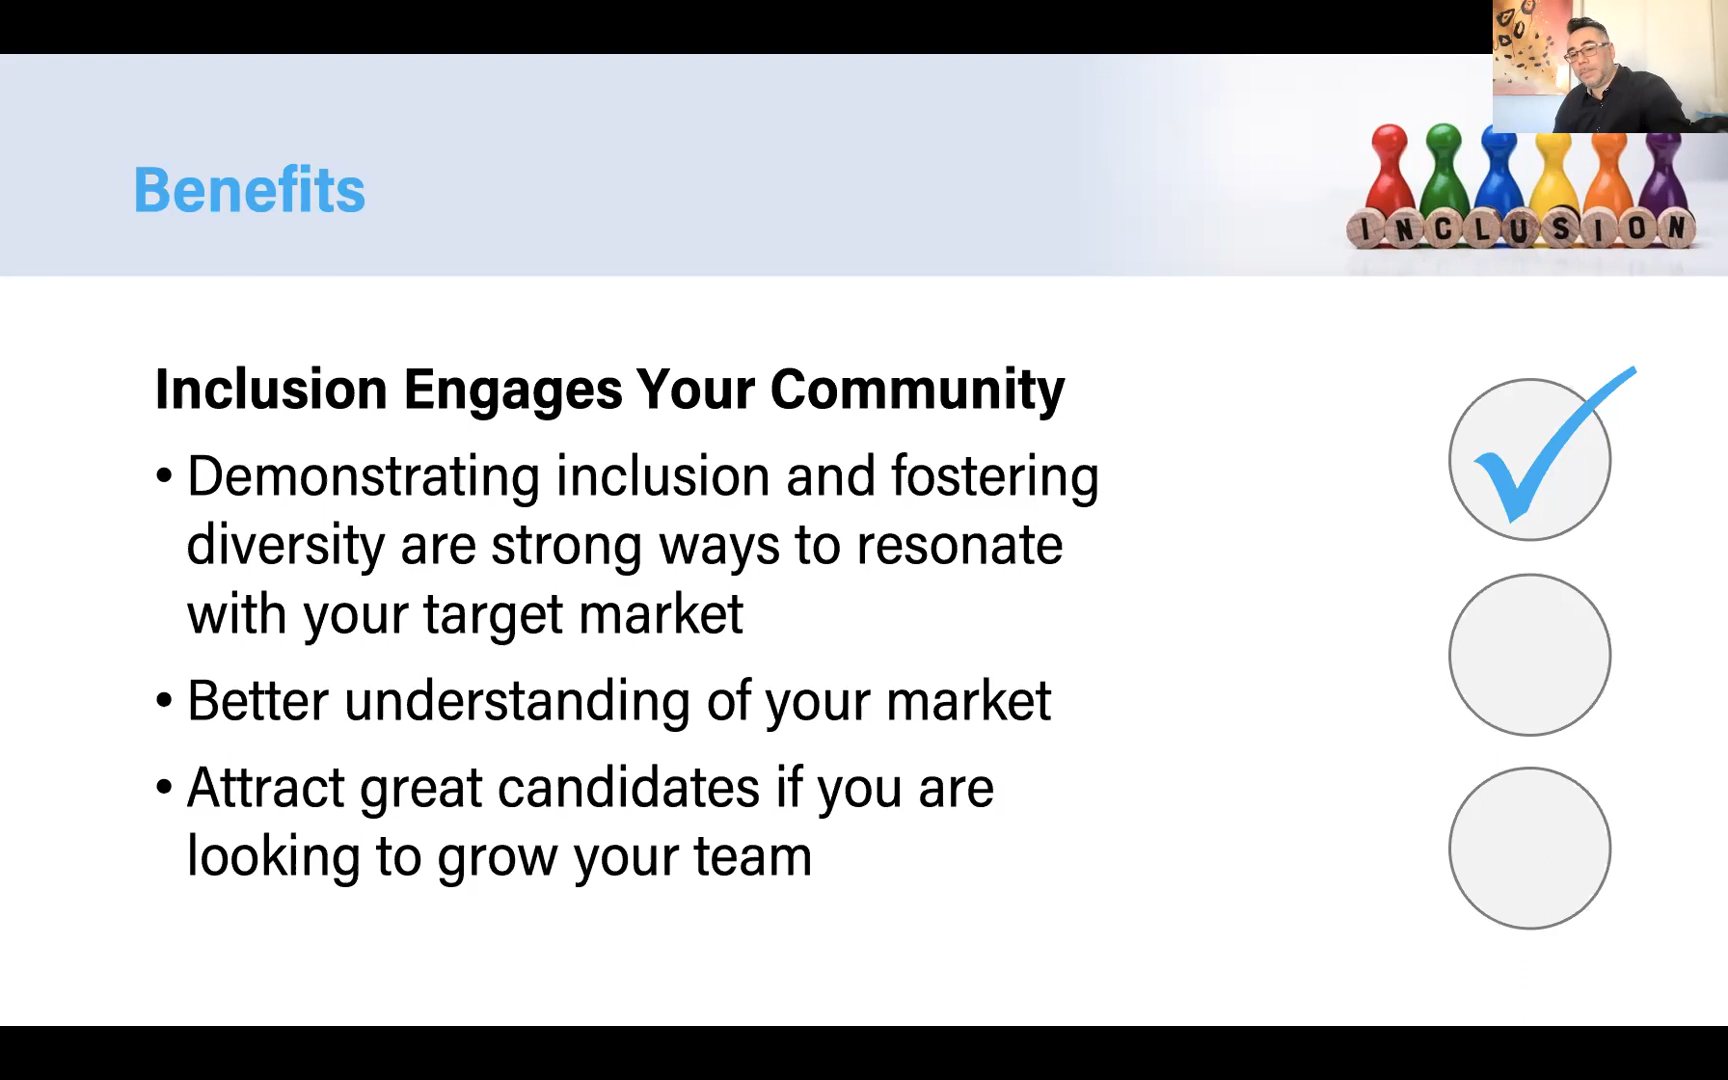 Benefits
INCLUSION
Inclusion Engages Your Community
• Demonstrating inclusion and fostering
diversity are strong ways to resonate
with your target market
• Better understanding of your market
• Attract great candidates if you are
looking to grow your team